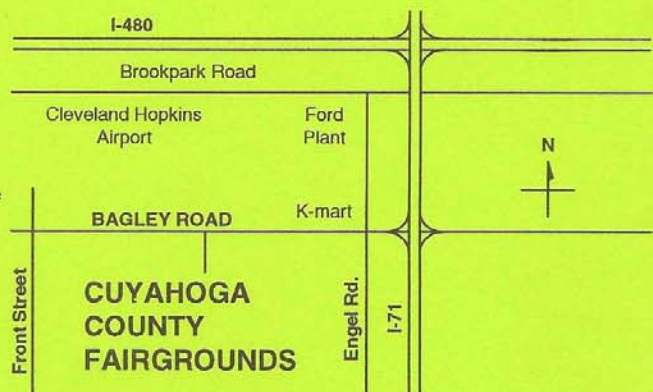 I-480
Brookpark Road
Cleveland Hopkins
Airport
Ford
Plant
N
BAGLEY ROAD
K-mart
Front Street
CUYAHOGA
COUNTY
FAIRGROUNDS
Engel Rd.
I-71